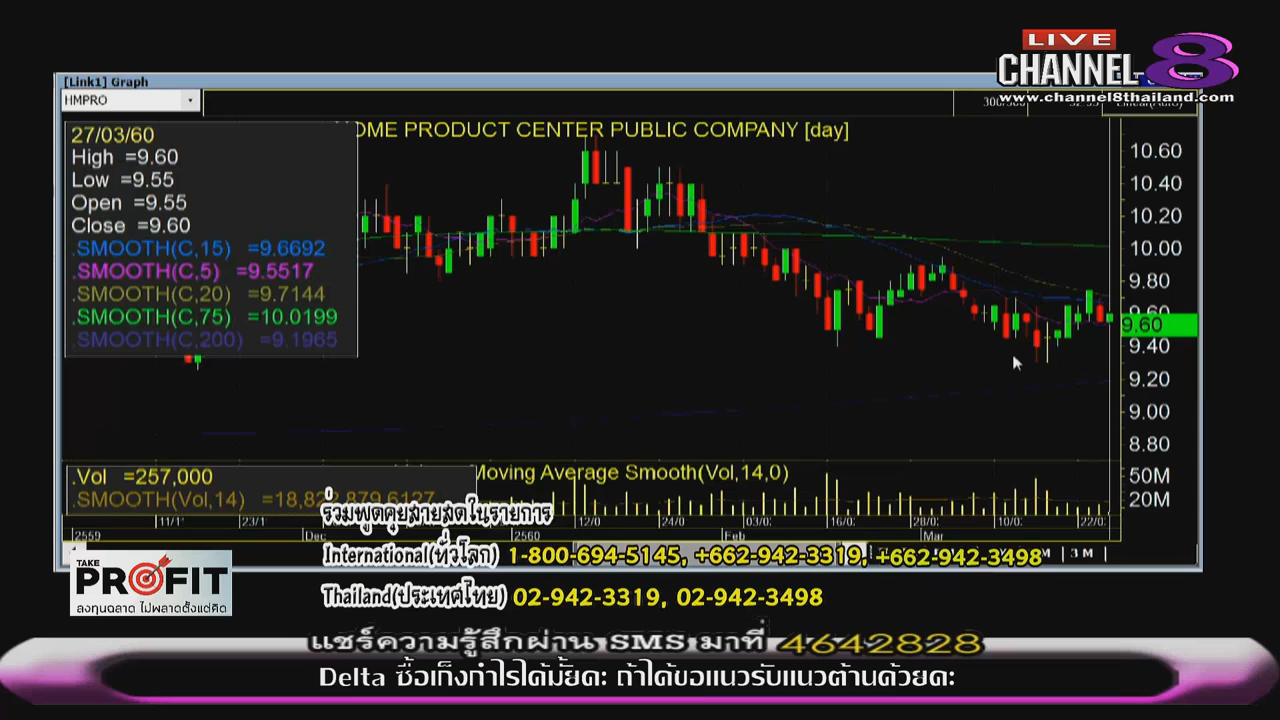 LIVE
CHANNEL 8
www.channel8thailand.com
[Link1] Graph
HMPRO
27/03/60
High =9.60
Low =9.55
Open =9.55
Close =9.60
.SMOOTH(C,15) =9.6692
.SMOOTH(C,5) =9.5517
.SMOOTH(C,20) =9.7144
.SMOOTH(C,75) =10.0199
.SMOOTH(C,200) =9.1965
OME PRODUCT CENTER PUBLIC COMPANY [day]
10.60
10.40
10.20
10.00
9.80
9.60
9.60
9.40
9.20
9.00
8.80
.Vol =257,000
.SMOOTH(Vol,14) =18,822,879.6127
Moving Average Smooth(Vol,14,0)
50M
20M
11/1 23/1 12/0 24/0 03/0 16/0 28/0 10/0 22/0
2559 Dec 2560 Feb Mar
3 M
ร่วมพูดคุยสายสดในรายการ
International(ทั่วโลก) 1-800-694-5145, +662-942-3319, +662-942-3498
Thailand(ประเทศไทย) 02-942-3319, 02-942-3498
TAKE
PROFIT
ลงทุนฉลาด ไม่พลาดตั้งแต่คิด
แชร์ความรู้สึกผ่าน SMS มาที่ 4642828
Delta ซื้อเก็งกำไรได้มั้ยคะ ถ้าได้ขอแนวรับแนวต้านด้วยคะ